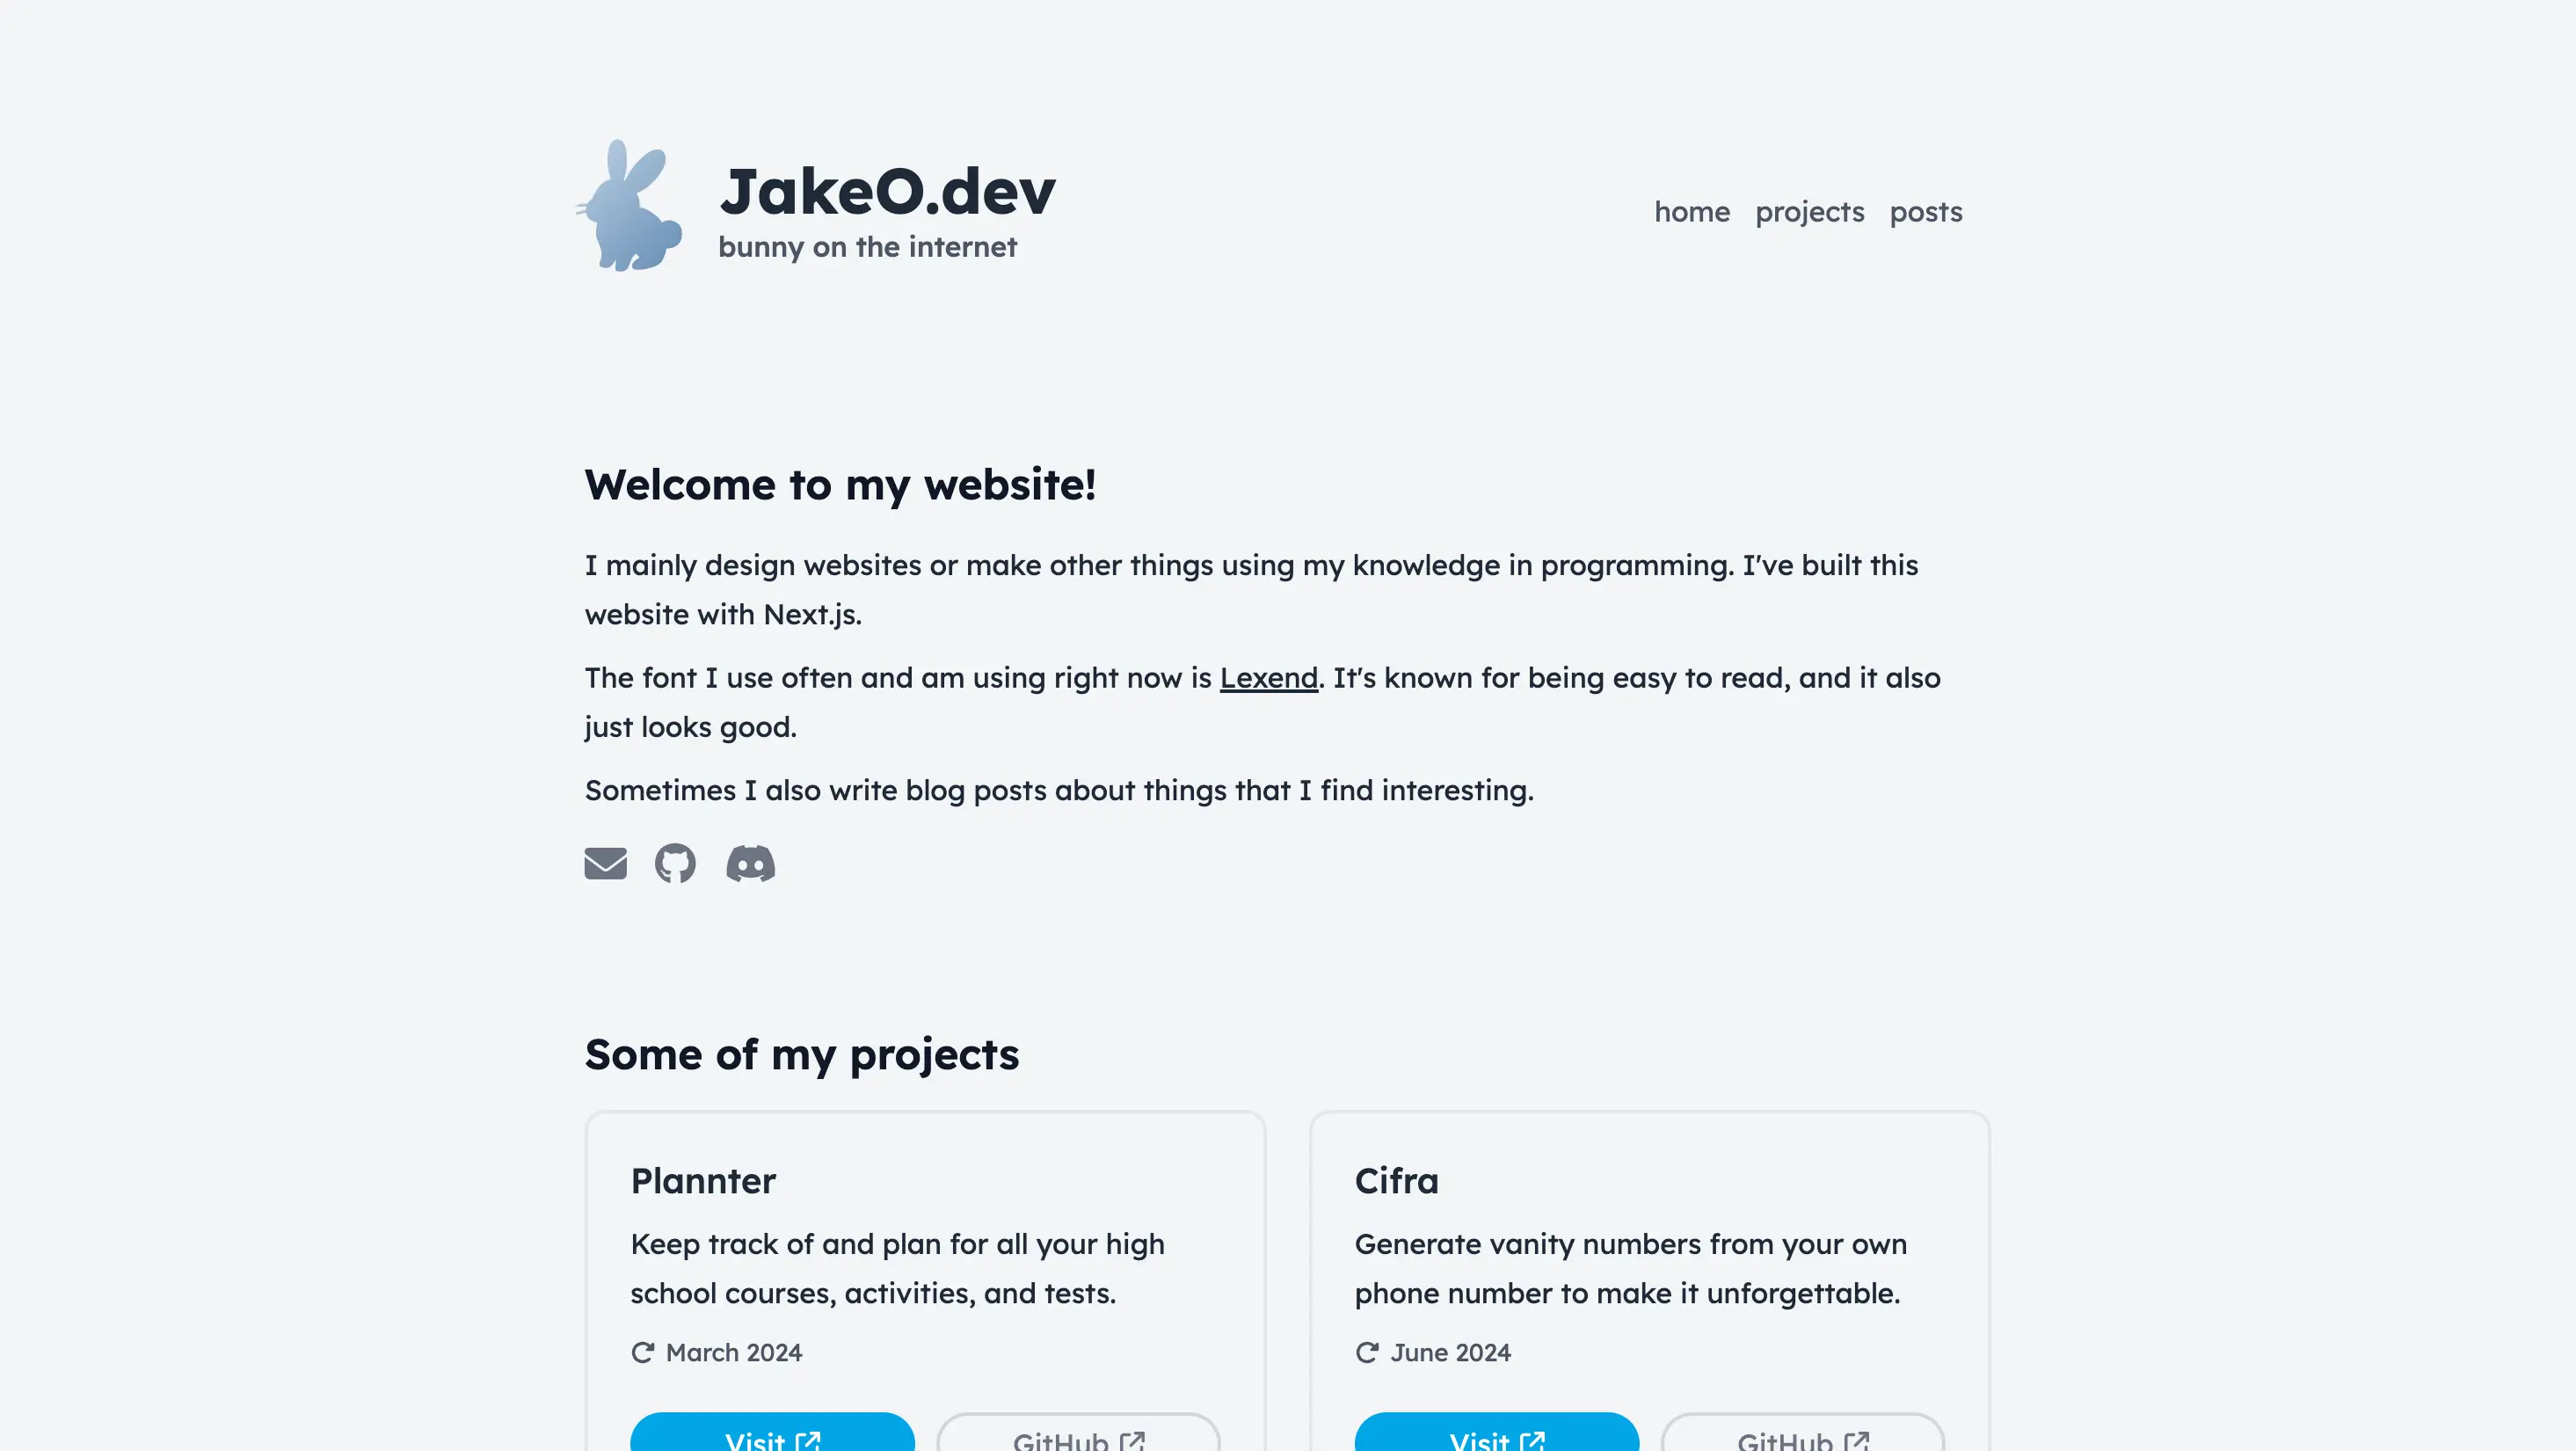 JakeO.dev
bunny on the internet
home projects posts
Welcome to my website!
I mainly design websites or make other things using my knowledge in programming. I've built this
website with Next.js.
The font I use often and am using right now is Lexend. It's known for being easy to read, and it also
just looks good.
Sometimes I also write blog posts about things that I find interesting.
Some of my projects
Plannter
Keep track of and plan for all your high
school courses, activities, and tests.
March 2024
Visit
GitHub
Cifra
Generate vanity numbers from your own
phone number to make it unforgettable.
June 2024
Visit
GitHub